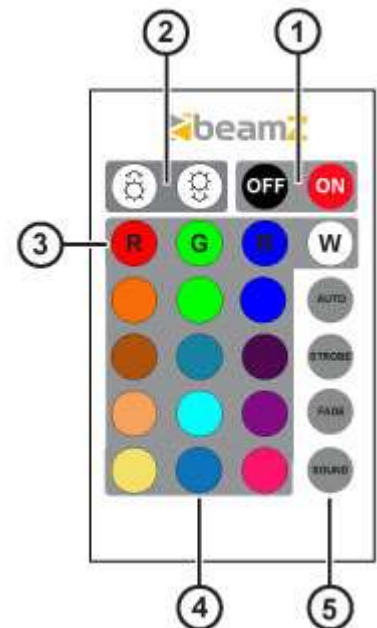 2
1
beamZ
OFF ON
3
R G B W
AUTO
STROBE
FADE
SOUND
4
5